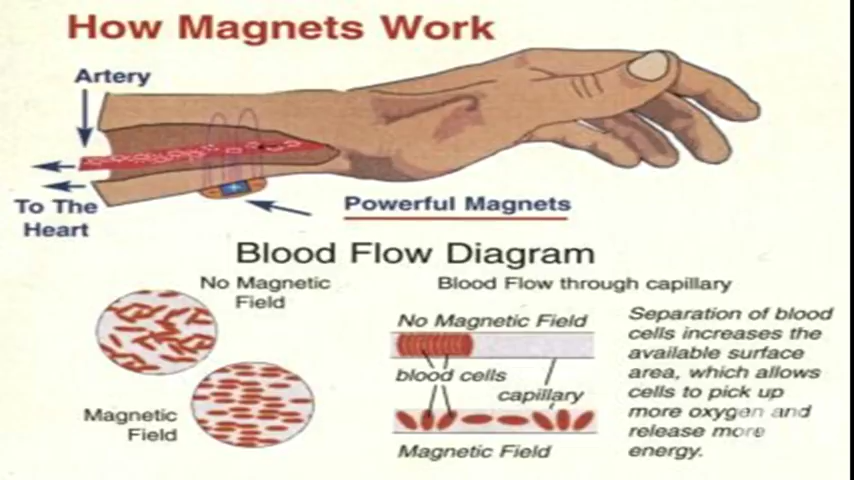 How Magnets Work
Artery
To The
Heart
Powerful Magnets
Blood Flow Diagram
No Magnetic
Field
Magnetic
Field
Blood Flow through capillary
No Magnetic Field
blood cells
capillary
Magnetic Field
Separation of blood
cells increases the
available surface
area, which allows
cells to pick up
more oxygen and
release more
energy.